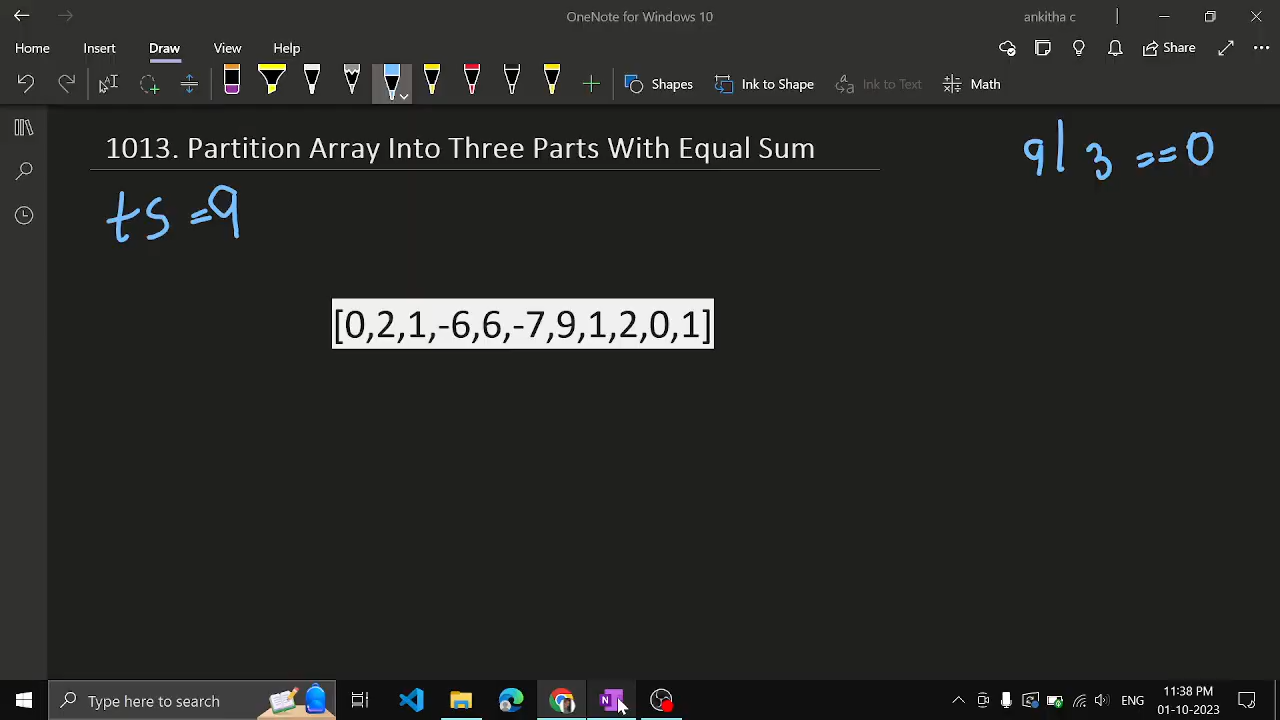 OneNote for Windows 10
ankitha c
Home Insert Draw View Help
Share
Shapes Ink to Shape Ink to Text Math
1013. Partition Array Into Three Parts With Equal Sum
9| 3 ==0
ts =9
[0,2,1,-6,6,-7,9,1,2,0,1]
Type here to search
ENG
11:38 PM
01-10-2023